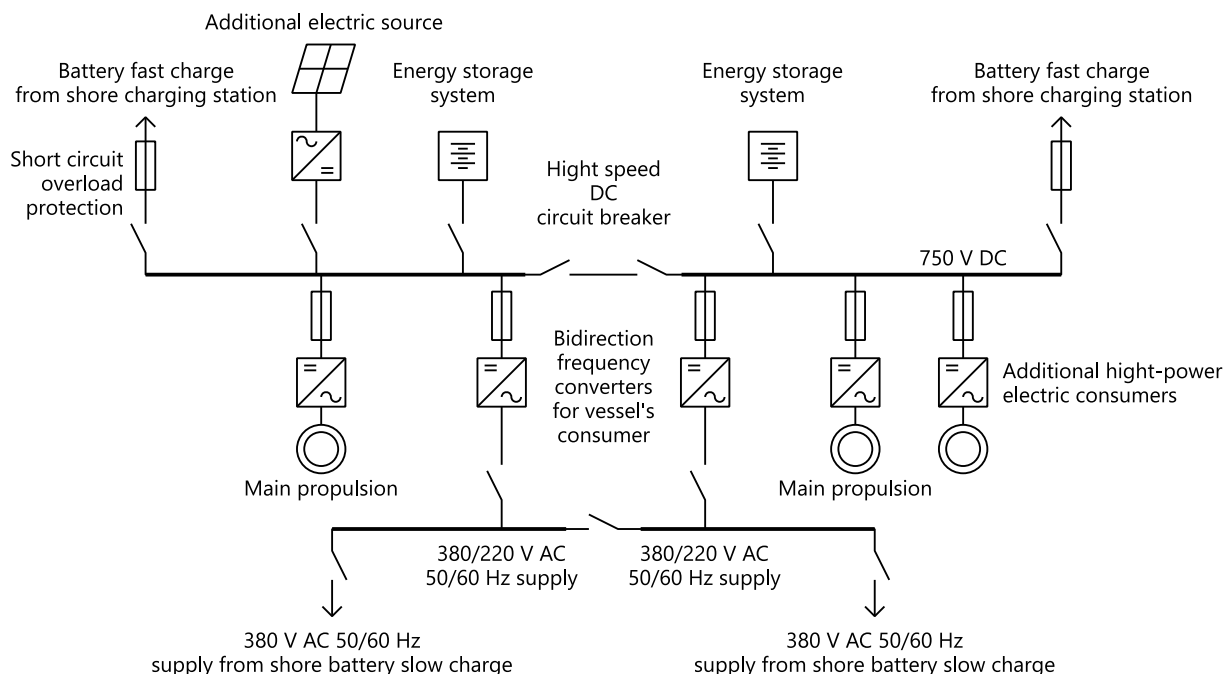 Additional electric source
Battery fast charge
from shore charging station
Energy storage
system
Energy storage
system
Battery fast charge
from shore charging station
Short circuit
overload
protection
Hight speed
DC
circuit breaker
750 V DC
Bidirection
frequency
converters
for vessel's
consumer
Additional hight-power
electric consumers
Main propulsion
Main propulsion
380/220 V AC
50/60 Hz supply
380/220 V AC
50/60 Hz supply
380 V AC 50/60 Hz
supply from shore battery slow charge
380 V AC 50/60 Hz
supply from shore battery slow charge